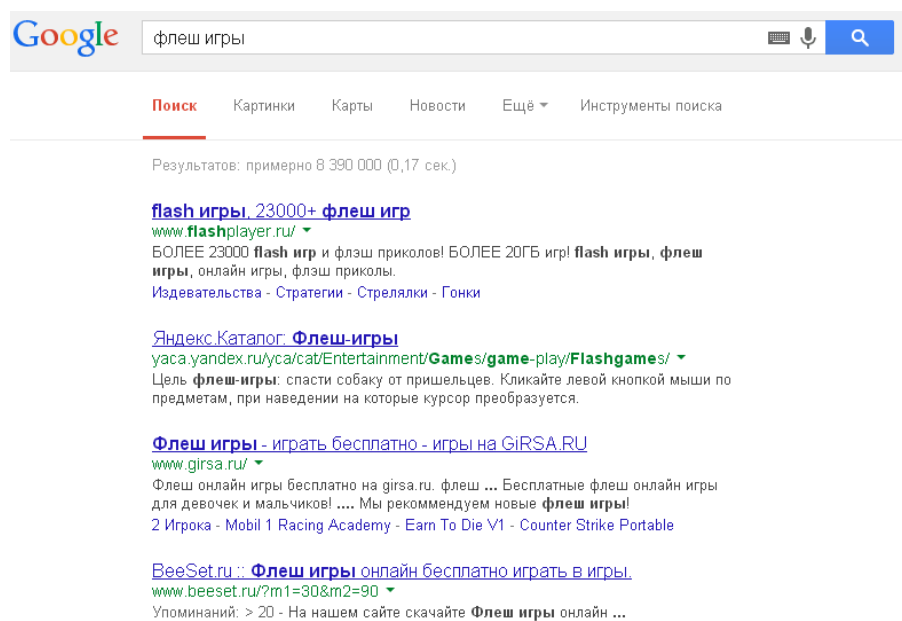 Google флеш игры
Поиск Картинки Карты Новости Ещё Инструменты поиска
Результатов: примерно 8 390 000 (0,17 сек.)
flash игры, 23000+ флеш игр
www.flashplayer.ru/
БОЛЕЕ 23000 flash игр и флэш приколов! БОЛЕЕ 20ГБ игр! flash игры, флеш
игры, онлайн игры, флэш приколы.
Издевательства - Стратегии - Стрелялки - Гонки
Яндекс.Каталог: Флеш-игры
yaca.yandex.ru/yca/cat/Entertainment/Games/game-play/Flashgames/
Цель флеш-игры: спасти собаку от пришельцев. Кликайте левой кнопкой мыши по
предметам, при наведении на которые курсор преобразуется.
Флеш игры - играть бесплатно - игры на GiRSA.RU
www.girsa.ru/
Флеш онлайн игры бесплатно на girsa.ru. флеш ... Бесплатные флеш онлайн игры
для девочек и мальчиков! .... Мы рекоммендуем новые флеш игры!
2 Игрока - Mobil 1 Racing Academy - Earn To Die V1 - Counter Strike Portable
BeeSet.ru :: Флеш игры онлайн бесплатно играть в игры.
www.beeset.ru/?m1=30&m2=90
Упоминаний: > 20 - На нашем сайте скачайте Флеш игры онлайн ...